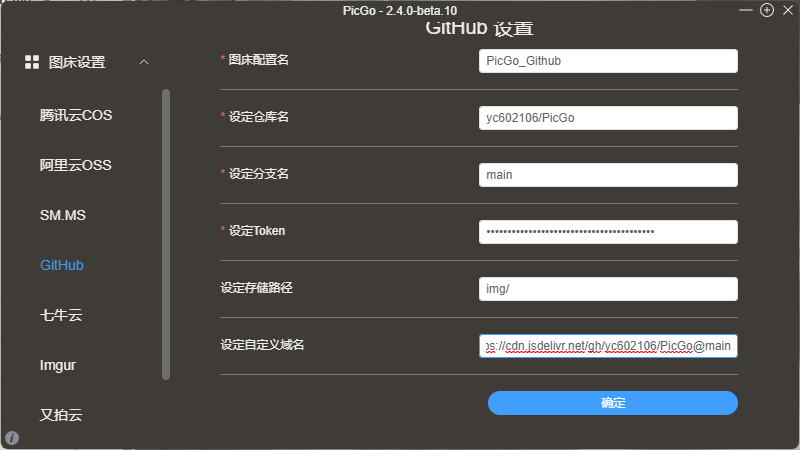 PicGo - 2.4.0-beta.10
GitHub 设置
图床设置
腾讯云COS
阿里云OSS
SM.MS
GitHub
七牛云
Imgur
又拍云
* 图床配置名
PicGo_Github
* 设定仓库名
yc602106/PicGo
* 设定分支名
main
* 设定Token
设定存储路径
img/
设定自定义域名
ps://cdn.jsdelivr.net/gh/yc602106/PicGo@main
确定